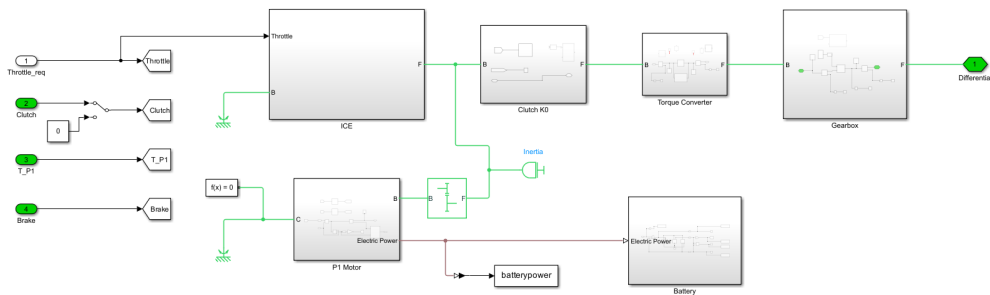 1
Throttle_req
Throttle
2
Clutch
0
Clutch
3
T_P1
T_P1
4
Brake
Brake
Throttle
B
F
ICE
B
F
Clutch K0
B
F
Torque Converter
B
F
Gearbox
1
Differentia
Inertia
f(x) = 0
C
B
Electric Power
P1 Motor
B
F
batterypower
Electric Power
Battery